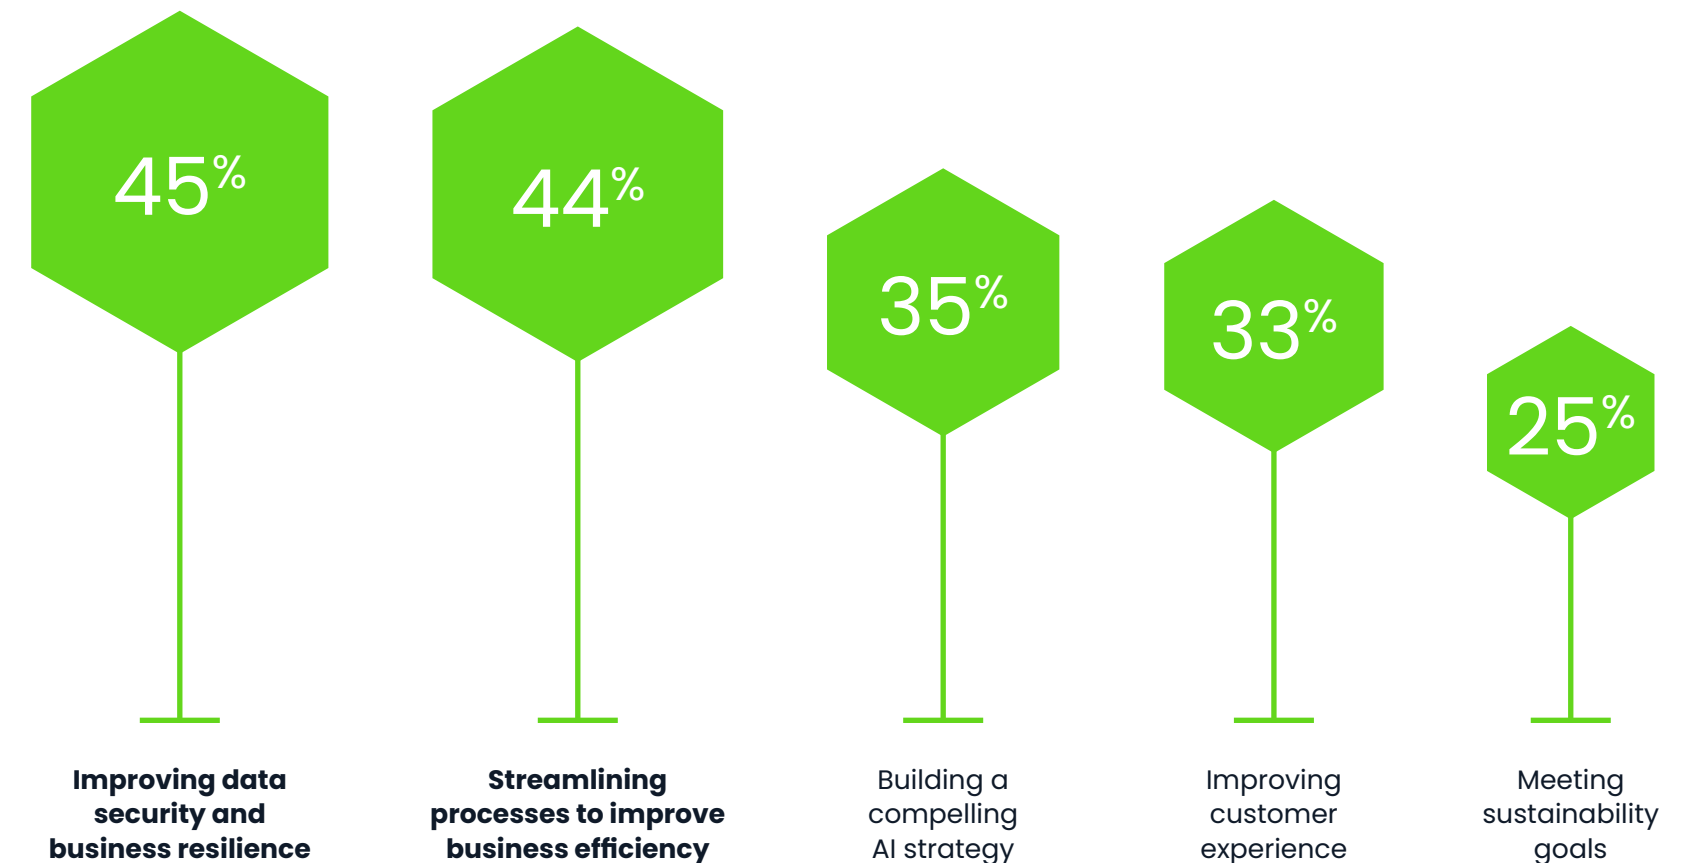 45%
44%
35%
33%
25%
Improving data
security and
business resilience
Streamlining
processes to improve
business efficiency
Building a
compelling
AI strategy
Improving
customer
experience
Meeting
sustainability
goals